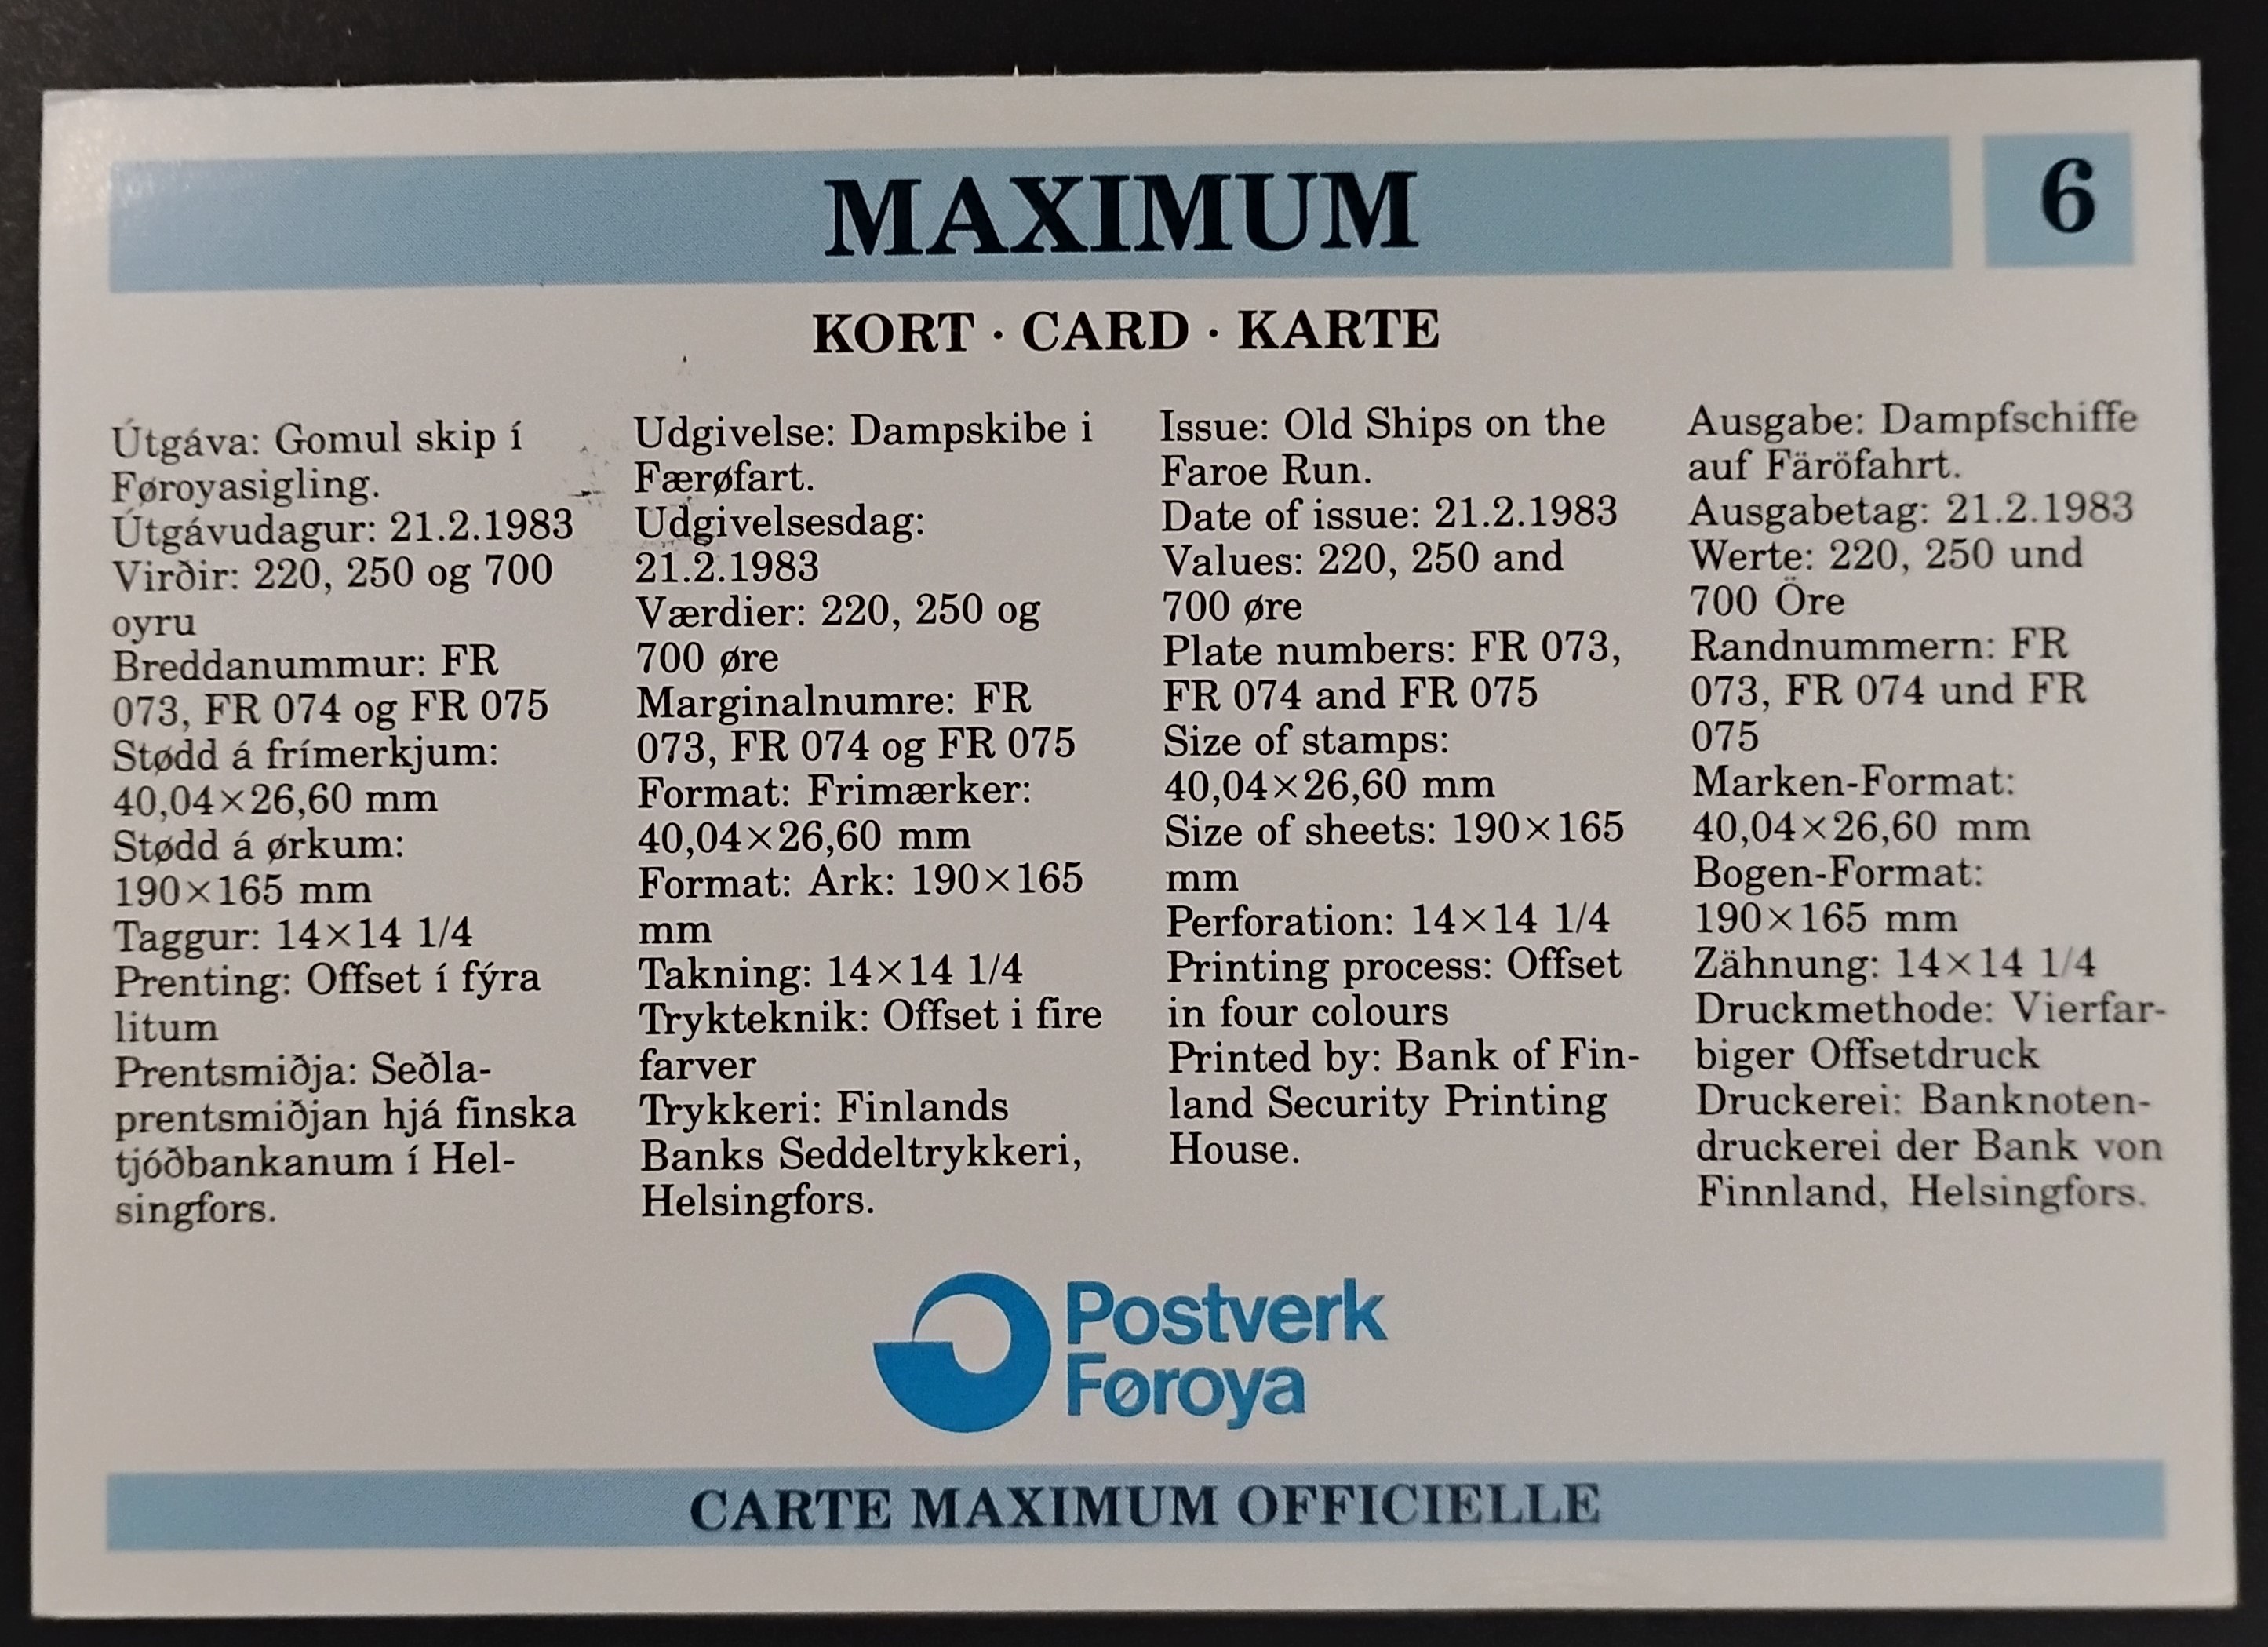 MAXIMUM
6
KORT · CARD · KARTE
Útgáva: Gomul skip í
Føroyasigling.
Útgávudagur: 21.2.1983
Virðir: 220, 250 og 700
oyru
Breddanummur: FR
073, FR 074 og FR 075
Stødd á frímerkjum:
40,04×26,60 mm
Stødd á ørkum:
190×165 mm
Taggur: 14×14 1/4
Prenting: Offset í fýra
litum
Prentsmiðja: Seðla-
prentsmiðjan hjá finska
tjóðbankanum í Hel-
singfors.
Udgivelse: Dampskibe i
Færøfart.
Udgivelsesdag:
21.2.1983
Værdier: 220, 250 og
700 øre
Marginalnumre: FR
073, FR 074 og FR 075
Format: Frimærker:
40,04×26,60 mm
Format: Ark: 190×165
mm
Takning: 14×14 1/4
Trykteknik: Offset i fire
farver
Trykkeri: Finlands
Banks Seddeltrykkeri,
Helsingfors.
Issue: Old Ships on the
Faroe Run.
Date of issue: 21.2.1983
Values: 220, 250 and
700 øre
Plate numbers: FR 073,
FR 074 and FR 075
Size of stamps:
40,04×26,60 mm
Size of sheets: 190×165
mm
Perforation: 14×14 1/4
Printing process: Offset
in four colours
Printed by: Bank of Fin-
land Security Printing
House.
Ausgabe: Dampfschiffe
auf Färöfahrt.
Ausgabetag: 21.2.1983
Werte: 220, 250 und
700 Öre
Randnummern: FR
073, FR 074 und FR
075
Marken-Format:
40,04×26,60 mm
Bogen-Format:
190×165 mm
Zähnung: 14×14 1/4
Druckmethode: Vierfar-
biger Offsetdruck
Druckerei: Banknoten-
druckerei der Bank von
Finnland, Helsingfors.
Postverk
Føroya
CARTE MAXIMUM OFFICIELLE